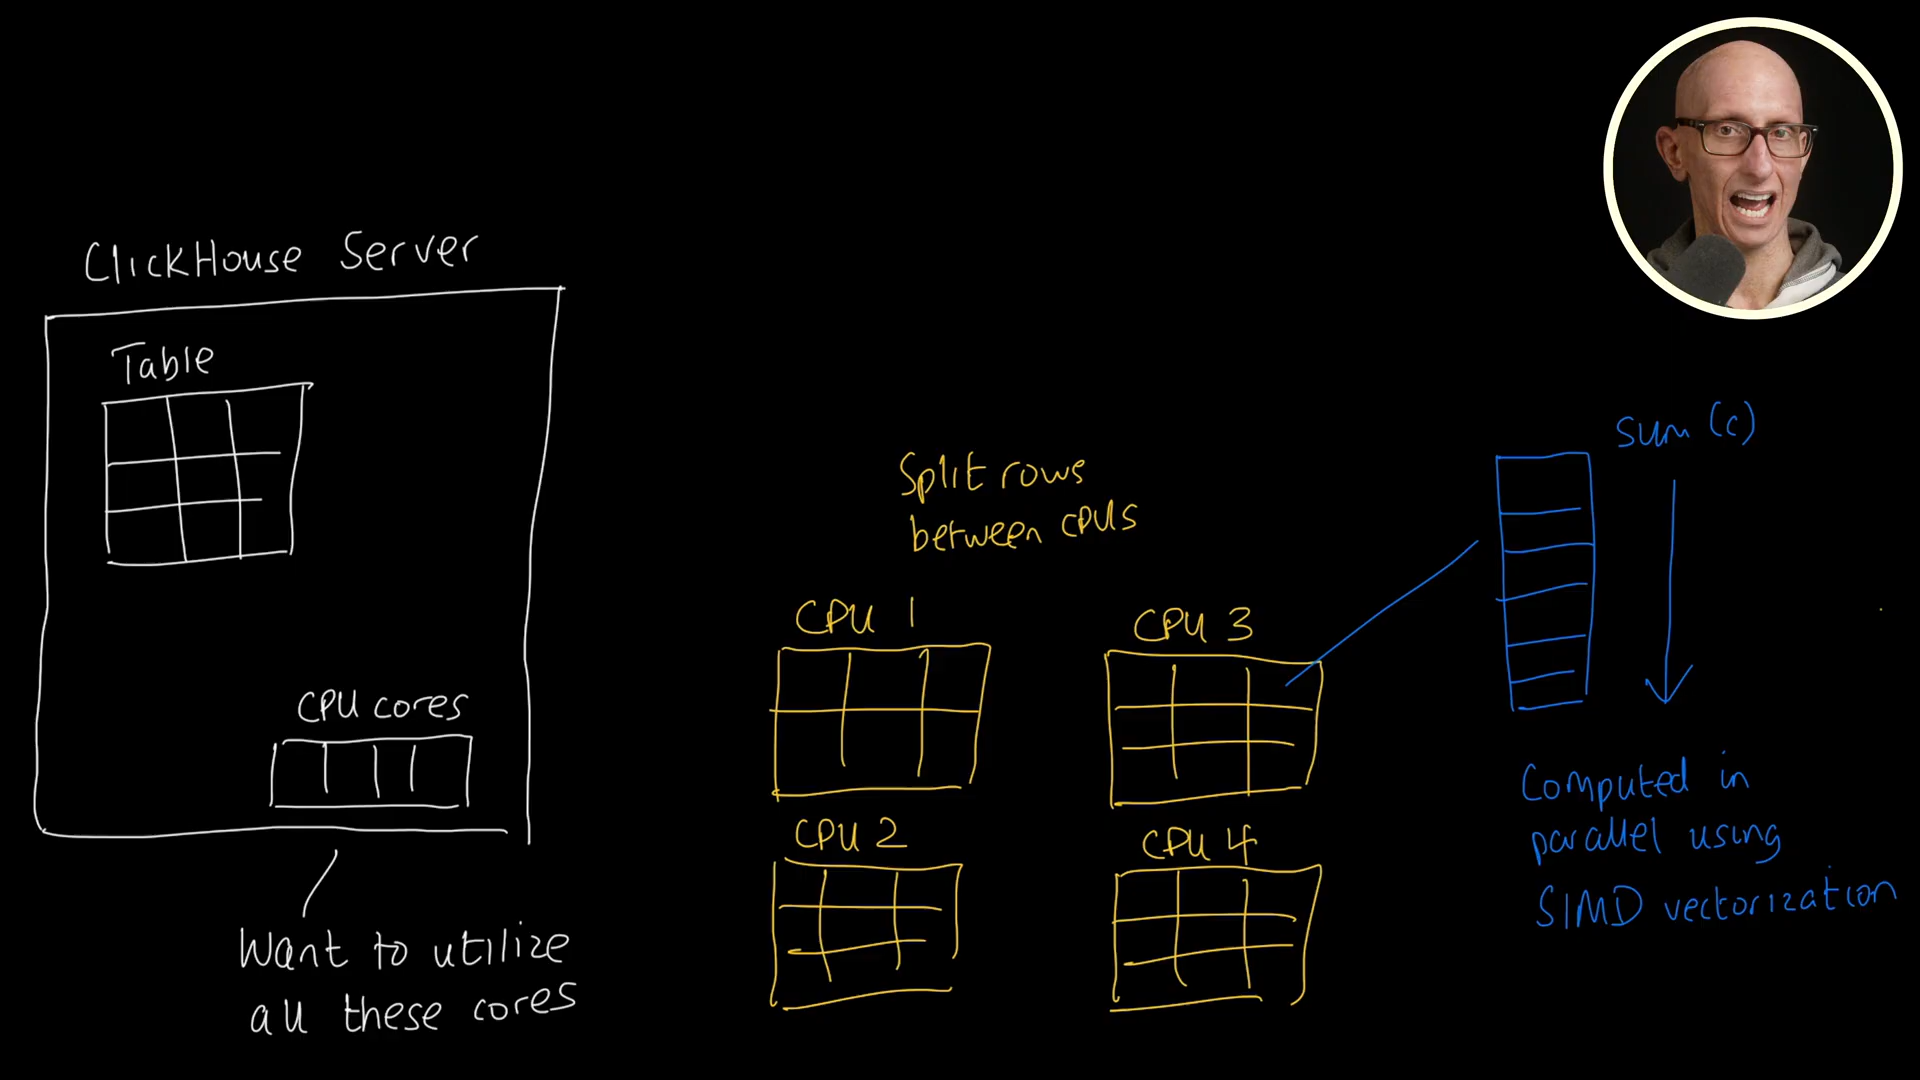 ClickHouse Server
Table
CPU cores
Want to utilize
all these cores
Split rows
between CPUs
CPU 1
CPU 3
CPU 2
CPU 4
sum (c)
Computed in
parallel using
SIMD vectorization